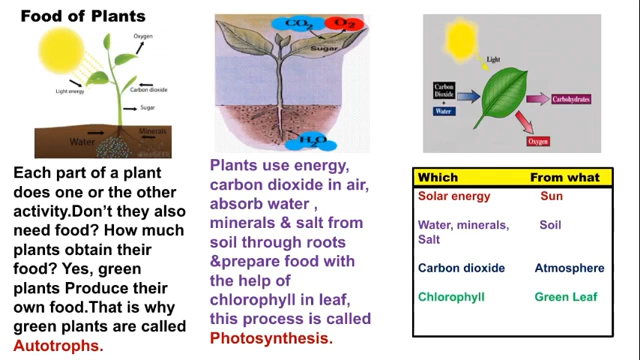 Food of Plants
Oxygen
Light energy
Carbon dioxide
Sugar
Water
Minerals
Each part of a plant
does one or the other
activity.Don't they also
need food? How much
plants obtain their
food? Yes, green
plants Produce their
own food.That is why
green plants are called
Autotrophs.
CO2
O2
Sugar
H2O
Plants use energy,
carbon dioxide in air,
absorb water ,
minerals & salt from
soil through roots
&prepare food with
the help of
chlorophyll in leaf,
this process is called
Photosynthesis.
Light
Carbon
Dioxide
+
Water
Carbohydrates
Oxygen
Which From what
Solar energy Sun
Water, minerals, Soil
Salt
Carbon dioxide Atmosphere
Chlorophyll Green Leaf